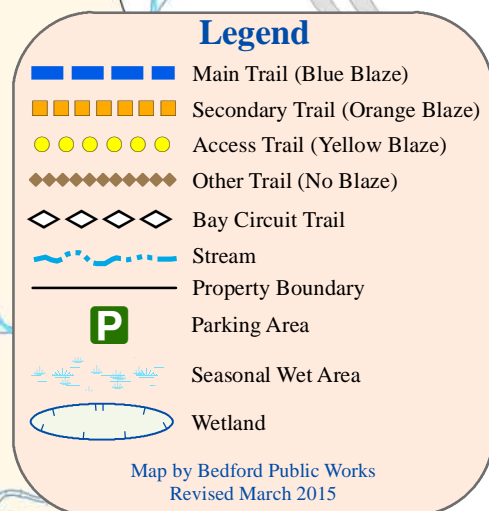 Legend
Main Trail (Blue Blaze)
Secondary Trail (Orange Blaze)
Access Trail (Yellow Blaze)
Other Trail (No Blaze)
Bay Circuit Trail
Stream
Property Boundary
P Parking Area
Seasonal Wet Area
Wetland
Map by Bedford Public Works
Revised March 2015